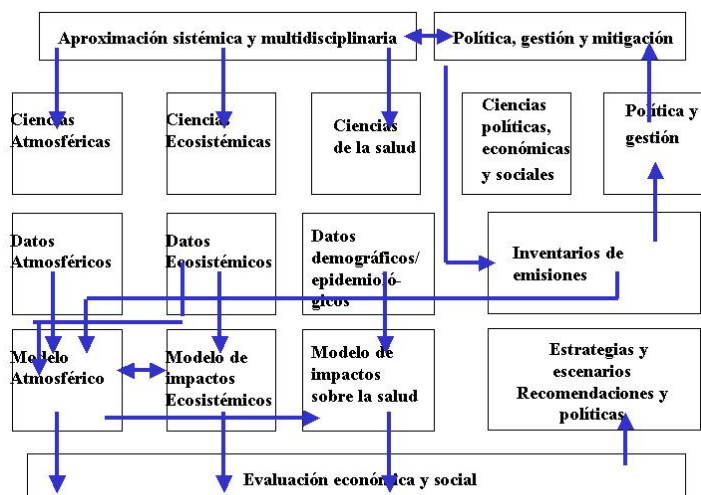 Aproximación sistémica y multidisciplinaria
Política, gestión y mitigación
Ciencias
Atmosféricas
Ciencias
Ecosistémicas
Ciencias
de la salud
Ciencias
políticas,
económicas
y sociales
Política y
gestión
Datos
Atmosféricos
Datos
Ecosistémicos
Datos
demográficos/
epidemioló-
gicos
Inventarios de
emisiones
Modelo
Atmosférico
Modelo de
impactos
Ecosistémicos
Modelo de
impactos
sobre la salud
Estrategias y
escenarios
Recomendaciones y
políticas
Evaluación económica y social